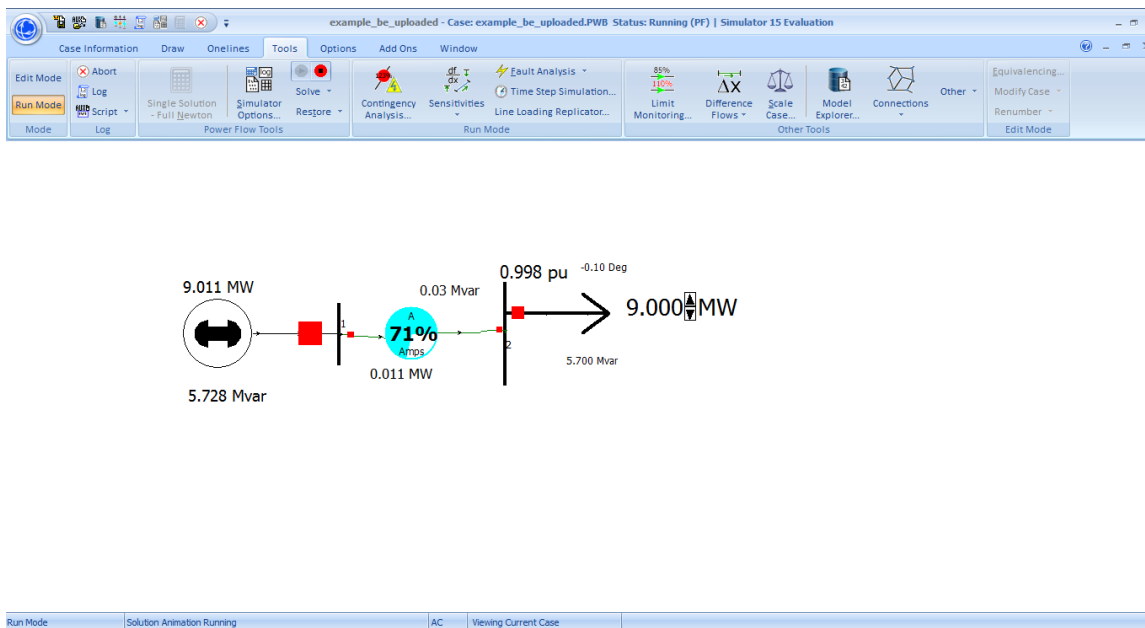 example_be_uploaded - Case: example_be_uploaded.PWB Status: Running (PF) | Simulator 15 Evaluation
Case Information Draw Onelines Tools Options Add Ons Window
Edit Mode
Run Mode
Mode
Abort
Log
Script
Log
Single Solution
- Full Newton
Simulator
Options...
Solve
Restore
Power Flow Tools
Contingency
Analysis...
Sensitivities
Fault Analysis
Time Step Simulation...
Line Loading Replicator...
Run Mode
85%
110%
Limit
Monitoring...
ΔX
Difference
Flows
Scale
Case...
Model
Explorer...
Connections
Other
Other Tools
Equivalencing...
Modify Case
Renumber
Edit Mode
9.011 MW
5.728 Mvar
1
0.03 Mvar
A
71%
Amps
0.011 MW
0.998 pu
-0.10 Deg
2
9.000 MW
5.700 Mvar
Run Mode
Solution Animation Running
AC
Viewing Current Case